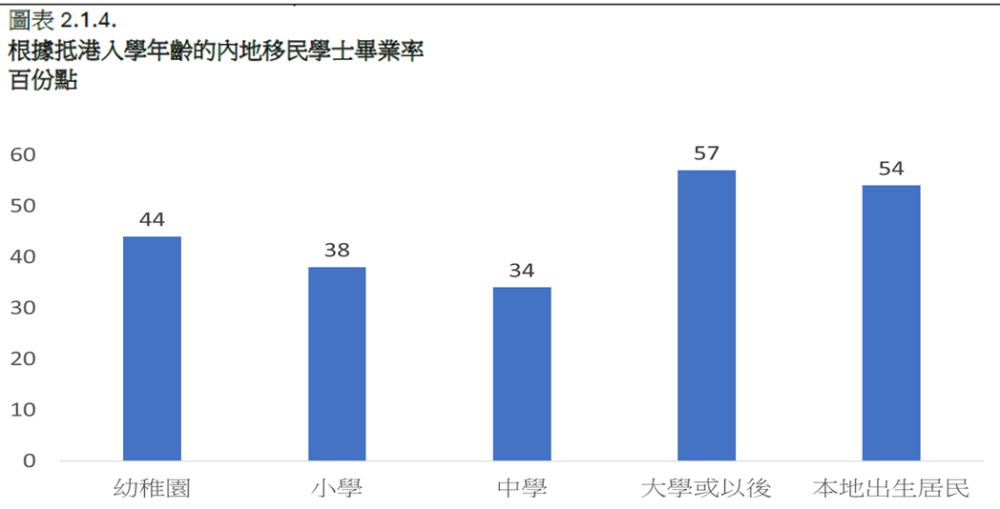 圖表 2.1.4.
根據抵港入學年齡的內地移民學士畢業率
百份點
60
50
40
30
20
10
0
44
38
34
57
54
幼稚園
小學
中學
大學或以後
本地出生居民